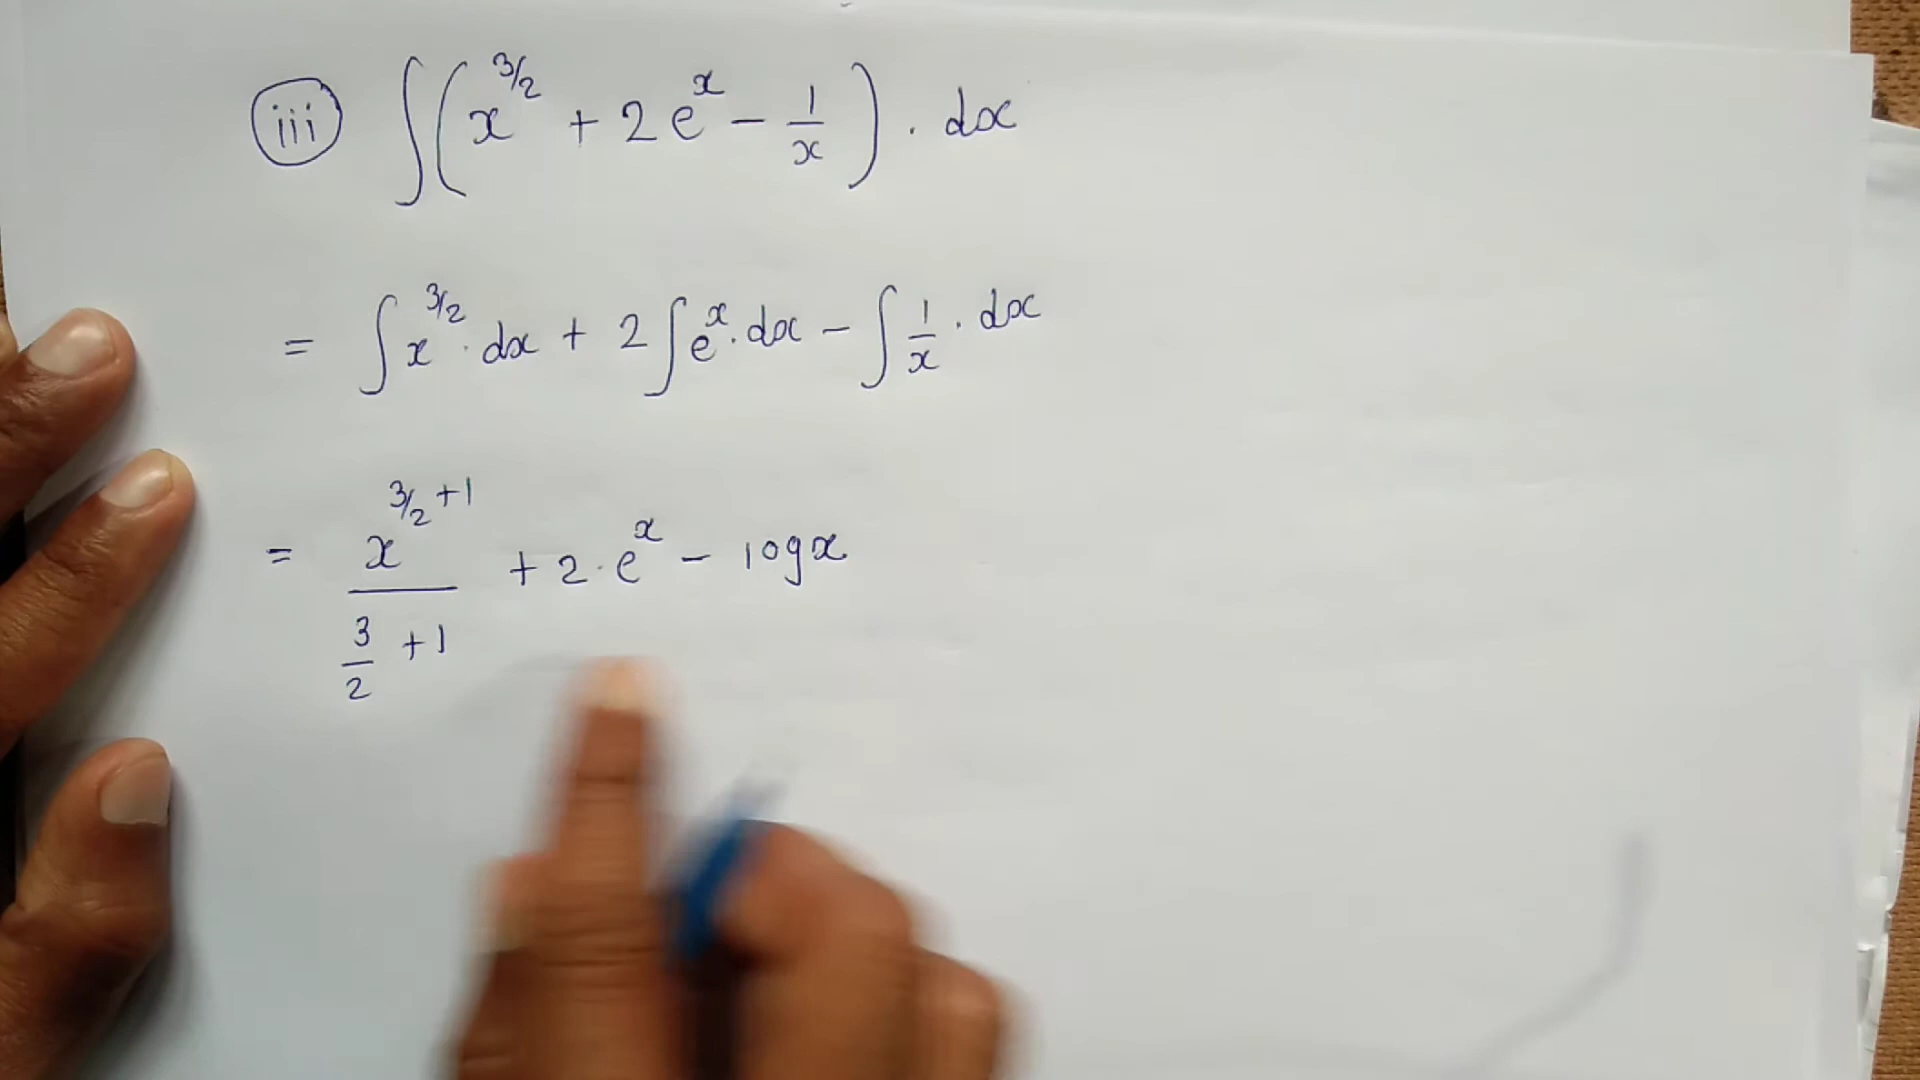 iii ∫(x^3/2 + 2e^x - 1/x) . dx
= ∫x^3/2 . dx + 2∫e^x . dx - ∫1/x . dx
= x^3/2+1 / 3/2 +1 + 2 . e^x - log x